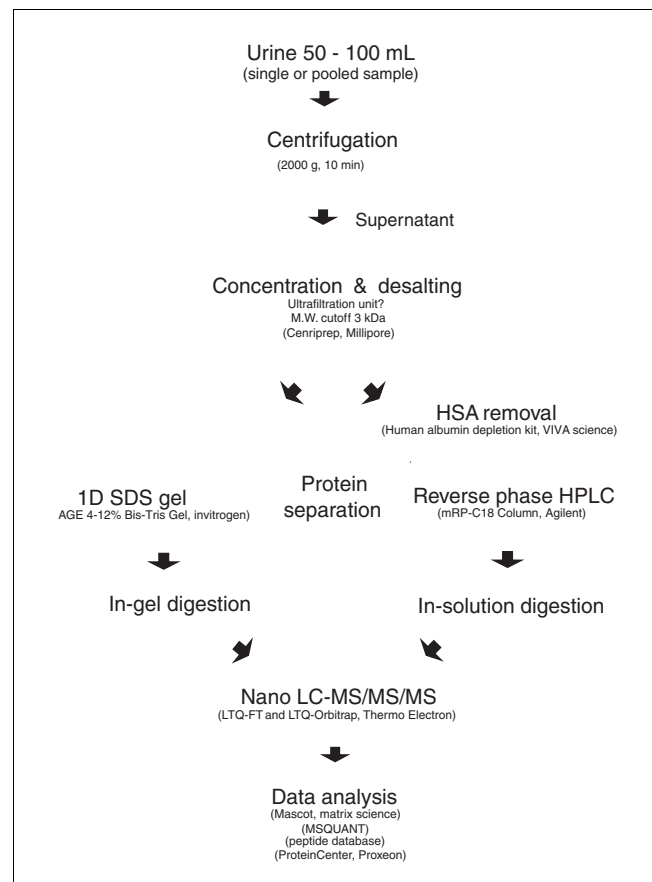 Urine 50 - 100 mL
(single or pooled sample)
Centrifugation
(2000 g, 10 min)
Supernatant
Concentration & desalting
Ultrafiltration unit?
M.W. cutoff 3 kDa
(Cenriprep, Millipore)
HSA removal
(Human albumin depletion kit, VIVA science)
1D SDS gel
AGE 4-12% Bis-Tris Gel, invitrogen)
Protein
separation
Reverse phase HPLC
(mRP-C18 Column, Agilent)
In-gel digestion
In-solution digestion
Nano LC-MS/MS/MS
(LTQ-FT and LTQ-Orbitrap, Thermo Electron)
Data analysis
(Mascot, matrix science)
(MSQUANT)
(peptide database)
(ProteinCenter, Proxeon)